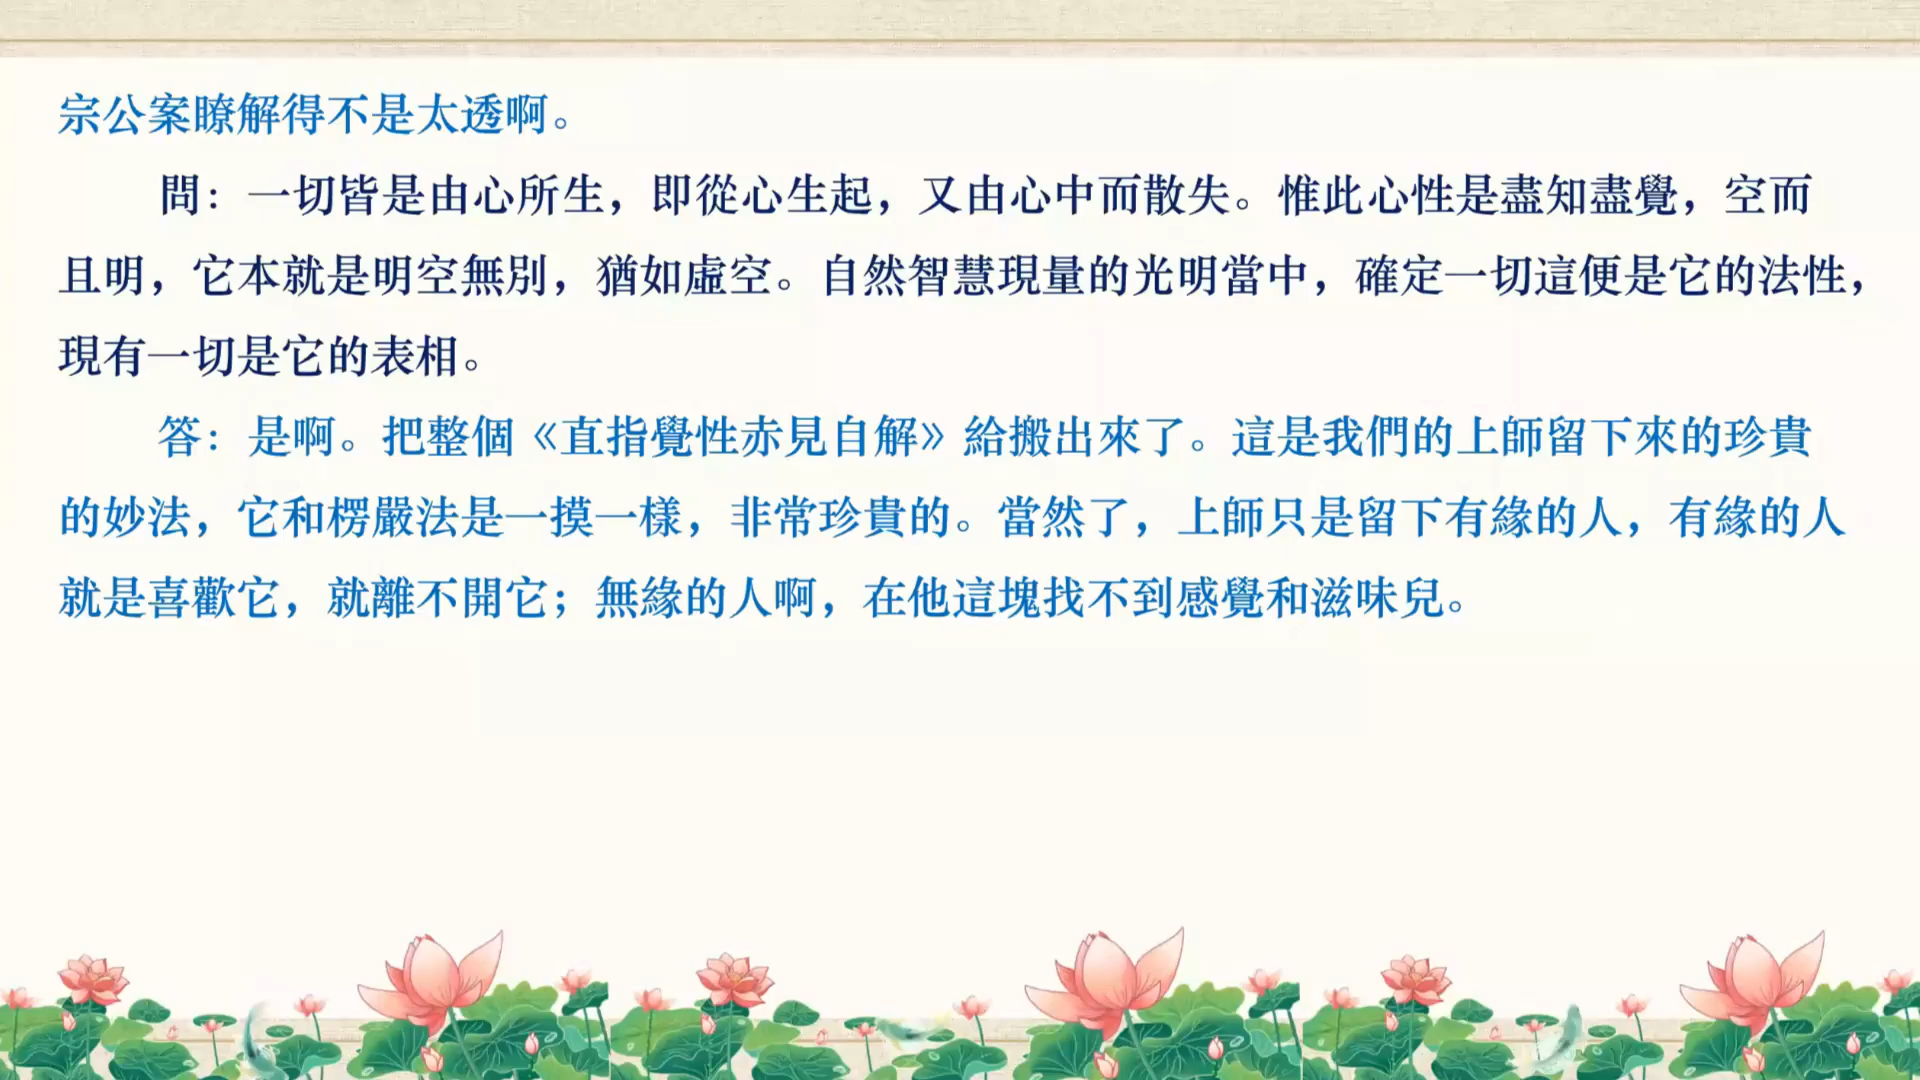 宗公案瞭解得不是太透啊。
問：一切皆是由心所生，即從心生起，又由心中而散失。惟此心性是盡知盡覺，空而
且明，它本就是明空無別，猶如虛空。自然智慧現量的光明當中，確定一切這便是它的法性，
現有一切是它的表相。
答：是啊。把整個《直指覺性赤見自解》給搬出來了。這是我們的上師留下來的珍貴
的妙法，它和楞嚴法是一摸一樣，非常珍貴的。當然了，上師只是留下有緣的人，有緣的人
就是喜歡它，就離不開它；無緣的人啊，在他這塊找不到感覺和滋味兒。